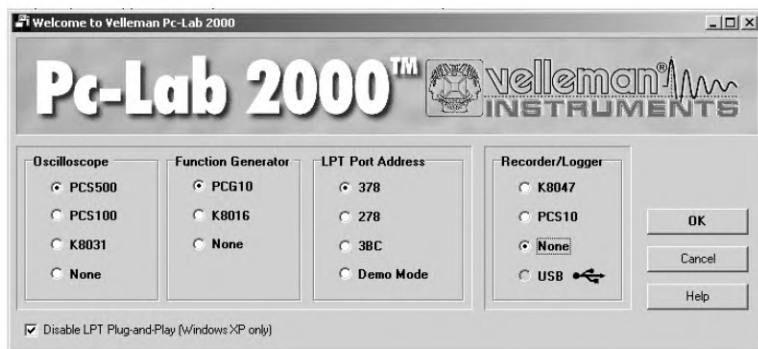 Welcome to Velleman Pc-Lab 2000
Pc-Lab 2000™
velleman®
INSTRUMENTS
Oscilloscope
PCS500
PCS100
K8031
None
Function Generator
PCG10
K8016
None
LPT Port Address
378
278
3BC
Demo Mode
Recorder/Logger
K8047
PCS10
None
USB
OK
Cancel
Help
Disable LPT Plug-and-Play (Windows XP only)